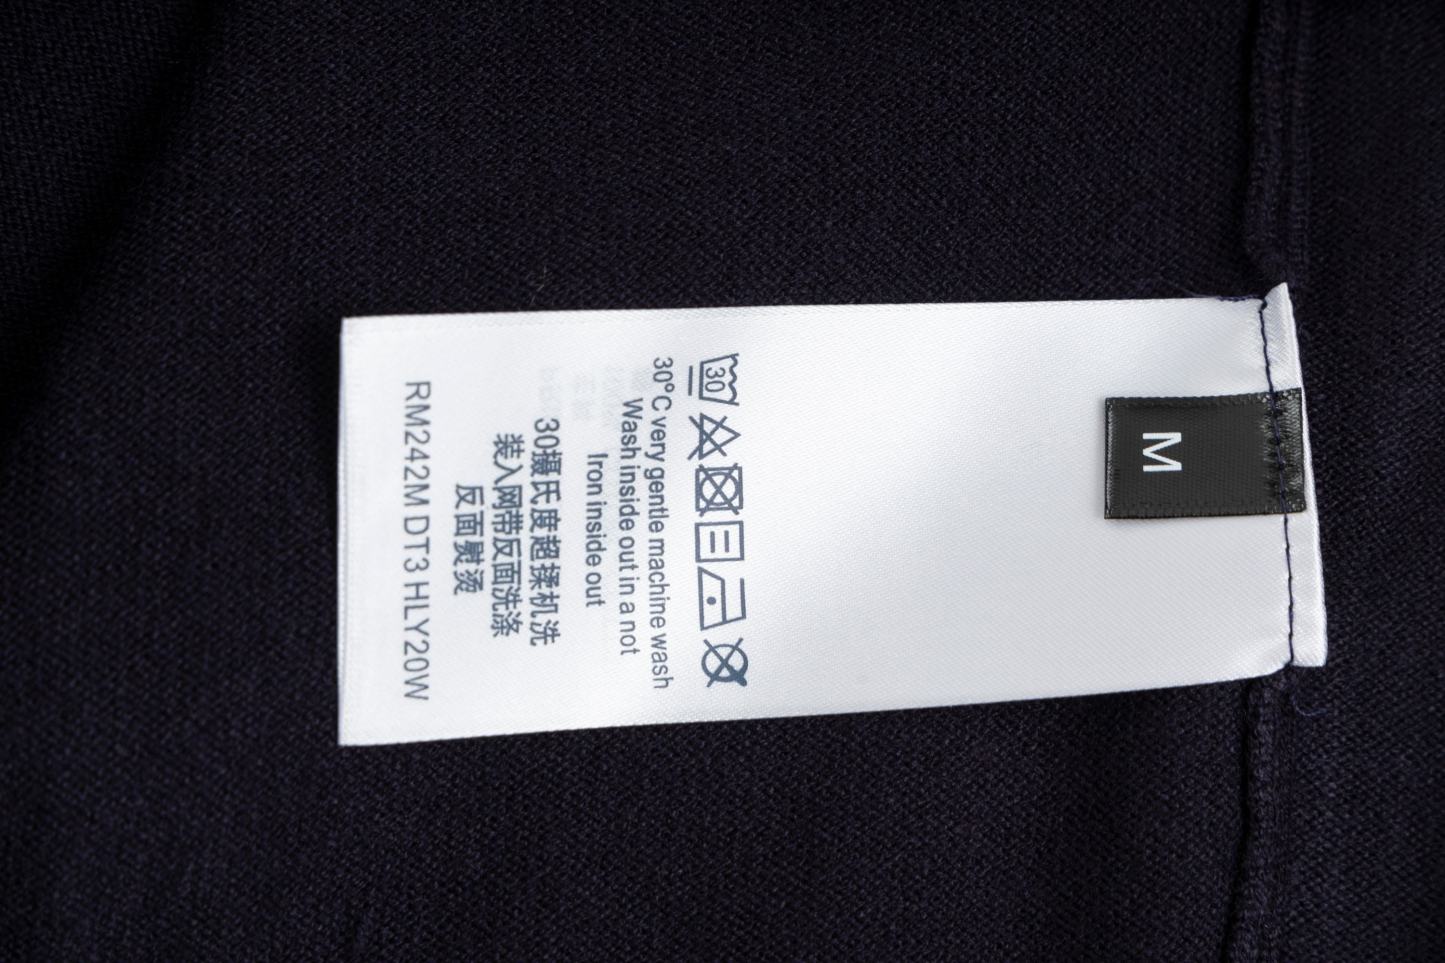 M
30
30°C very gentle machine wash
Wash inside out in a not
Iron inside out
30摄氏度超揉机洗
装入网带反面洗涤
反面熨烫
RM242M DT3 HLY20W